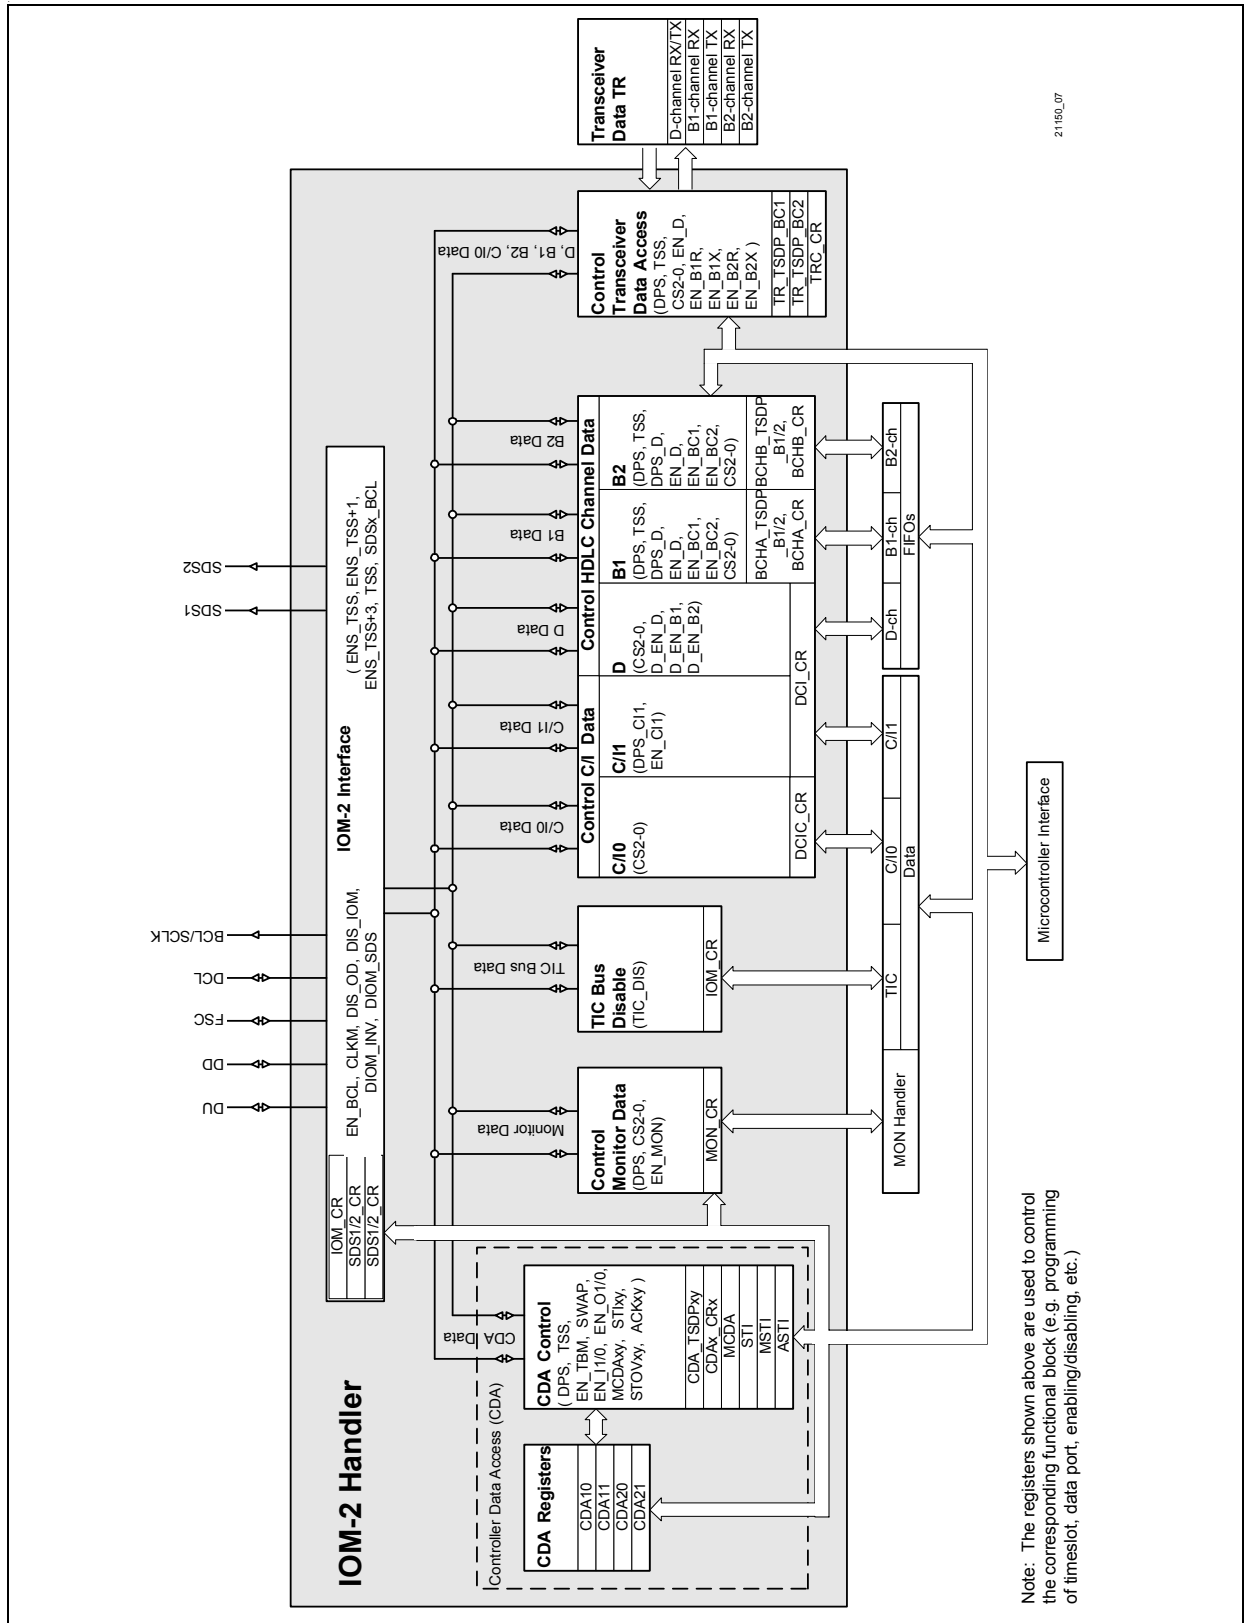 IOM-2 Handler
DU
DD
FSC
DCL
BCL/SCLK
SDS1
SDS2
IOM_CR
SDS1/2_CR
SDS1/2_CR
IOM-2 Interface
EN_BCL, CLKM, DIS_OD, DIS_IOM,
DIOM_INV, DIOM_SDS
( ENS_TSS, ENS_TSS+1,
ENS_TSS+3, TSS, SDSx_BCL
CDA Data
Monitor Data
TIC Bus Data
C/I0 Data
C/I1 Data
D Data
B1 Data
B2 Data
D, B1, B2, C/I0 Data
Controller Data Access (CDA)
CDA Registers
CDA10
CDA11
CDA20
CDA21
CDA Control
( DPS, TSS,
EN_TBM, SWAP,
EN_I1/0, EN_O1/0,
MCDAxy, STIxy,
STOVxy, ACKxy )
CDA_TSDPxy
CDAx_CRx
MCDA
STI
MSTI
ASTI
Control
Monitor Data
(DPS, CS2-0,
EN_MON)
MON_CR
TIC Bus
Disable
(TIC_DIS)
IOM_CR
Control C/I Data
C/I0
(CS2-0)
DCIC_CR
C/I1
(DPS_CI1,
EN_CI1)
Control HDLC Channel Data
D
(CS2-0,
D_EN_D,
D_EN_B1,
D_EN_B2)
DCI_CR
B1
(DPS, TSS,
DPS_D,
EN_D,
EN_BC1,
EN_BC2,
CS2-0)
BCHA_TSDP
_B1/2,
BCHA_CR
B2
(DPS, TSS,
DPS_D,
EN_D,
EN_BC1,
EN_BC2,
CS2-0)
BCHB_TSDP
_B1/2,
BCHB_CR
Control
Transceiver
Data Access
(DPS, TSS,
CS2-0, EN_D,
EN_B1R,
EN_B1X,
EN_B2R,
EN_B2X )
TR_TSDP_BC1
TR_TSDP_BC2
TRC_CR
Transceiver
Data TR
D-channel RX/TX
B1-channel RX
B1-channel TX
B2-channel RX
B2-channel TX
MON Handler
TIC
C/I0
C/I1
Data
D-ch
B1-ch
B2-ch
FIFOs
Microcontroller Interface
Note: The registers shown above are used to control
the corresponding functional block (e.g. programming
of timeslot, data port, enabling/disabling, etc.)
21150_07